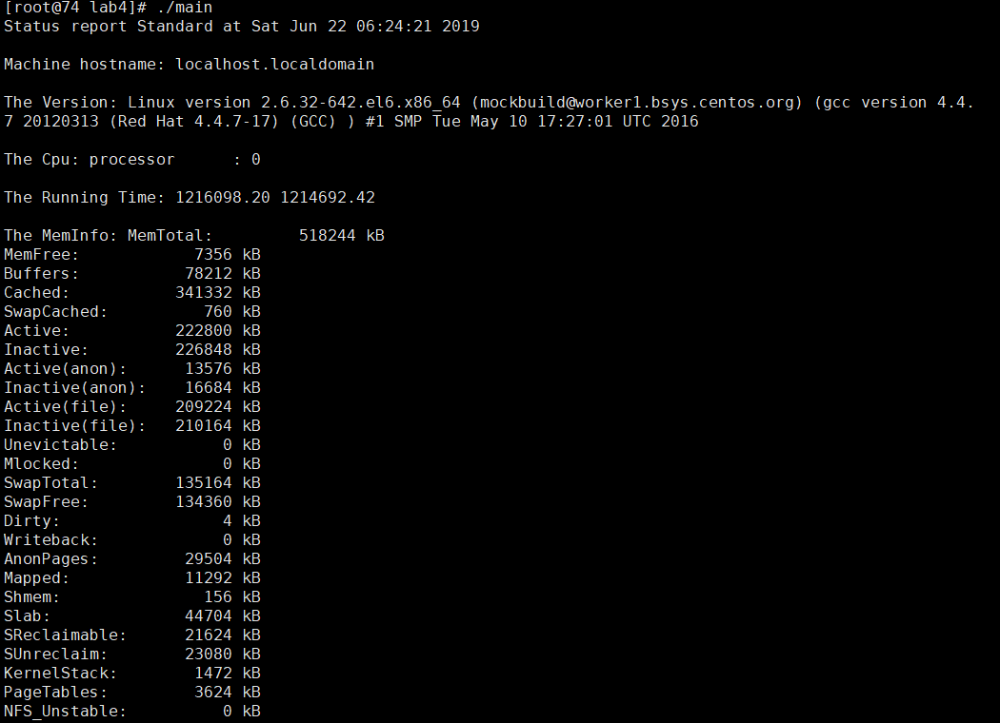 [root@74 lab4]# ./main
Status report Standard at Sat Jun 22 06:24:21 2019
Machine hostname: localhost.localdomain
The Version: Linux version 2.6.32-642.el6.x86_64 (mockbuild@worker1.bsys.centos.org) (gcc version 4.4.
7 20120313 (Red Hat 4.4.7-17) (GCC) ) #1 SMP Tue May 10 17:27:01 UTC 2016
The Cpu: processor      : 0
The Running Time: 1216098.20 1214692.42
The MemInfo: MemTotal:         518244 kB
MemFree:            7356 kB
Buffers:           78212 kB
Cached:           341332 kB
SwapCached:          760 kB
Active:           222800 kB
Inactive:         226848 kB
Active(anon):      13576 kB
Inactive(anon):    16684 kB
Active(file):     209224 kB
Inactive(file):   210164 kB
Unevictable:           0 kB
Mlocked:               0 kB
SwapTotal:        135164 kB
SwapFree:         134360 kB
Dirty:                 4 kB
Writeback:             0 kB
AnonPages:         29504 kB
Mapped:            11292 kB
Shmem:               156 kB
Slab:              44704 kB
SReclaimable:      21624 kB
SUnreclaim:        23080 kB
KernelStack:        1472 kB
PageTables:         3624 kB
NFS_Unstable:          0 kB